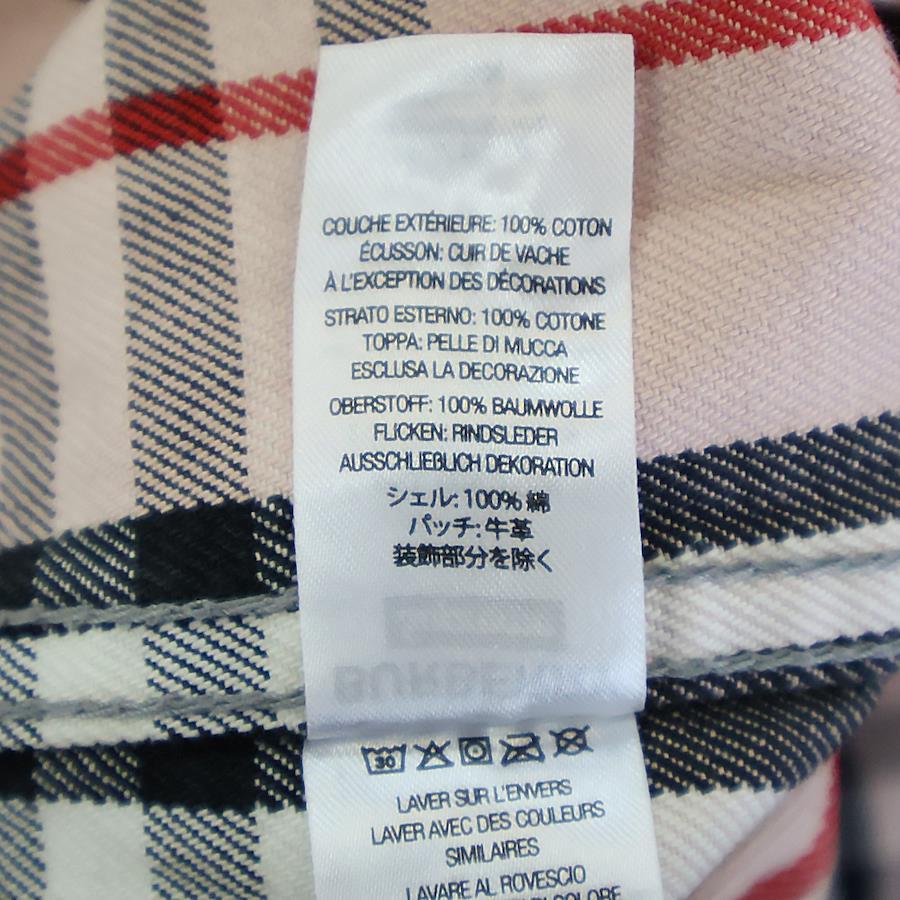 COUCHE EXTÉRIEURE: 100% COTON
ÉCUSSON: CUIR DE VACHE
À L'EXCEPTION DES DÉCORATIONS
STRATO ESTERNO: 100% COTONE
TOPPA: PELLE DI MUCCA
ESCLUSA LA DECORAZIONE
OBERSTOFF: 100% BAUMWOLLE
FLICKEN: RINDSLEDER
AUSSCHLIEßLICH DEKORATION
シェル: 100% 綿
パッチ: 牛革
装飾部分を除く
30
LAVER SUR L'ENVERS
LAVER AVEC DES COULEURS
SIMILAIRES
LAVARE AL ROVESCIO
DI COLORE